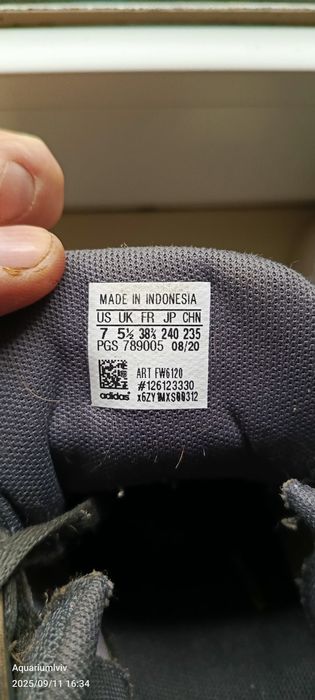 MADE IN INDONESIA
US UK FR JP CHN
7 5½ 38⅔ 240 235
PGS 789005 08/20
ART FW6120
#126123330
adidas x6ZY1MXS00312
Aquariumlviv
2025/09/11 16:34